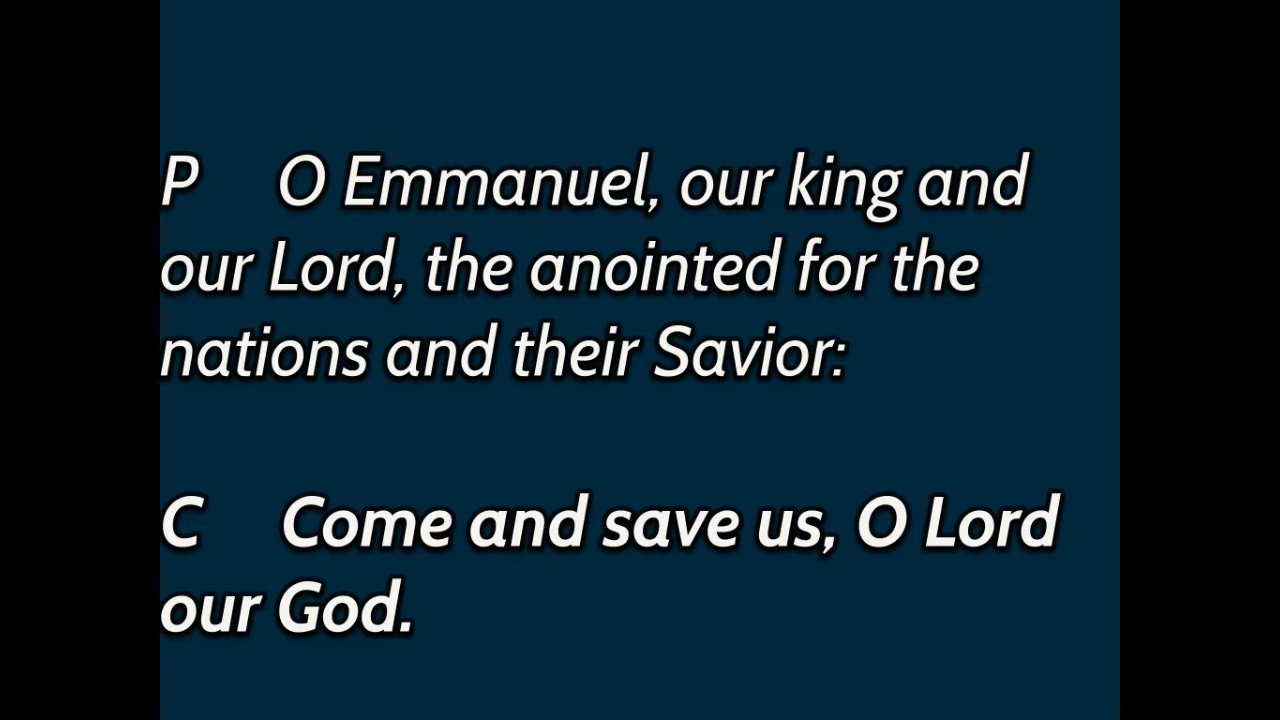 P O Emmanuel, our king and
our Lord, the anointed for the
nations and their Savior:
C Come and save us, O Lord
our God.